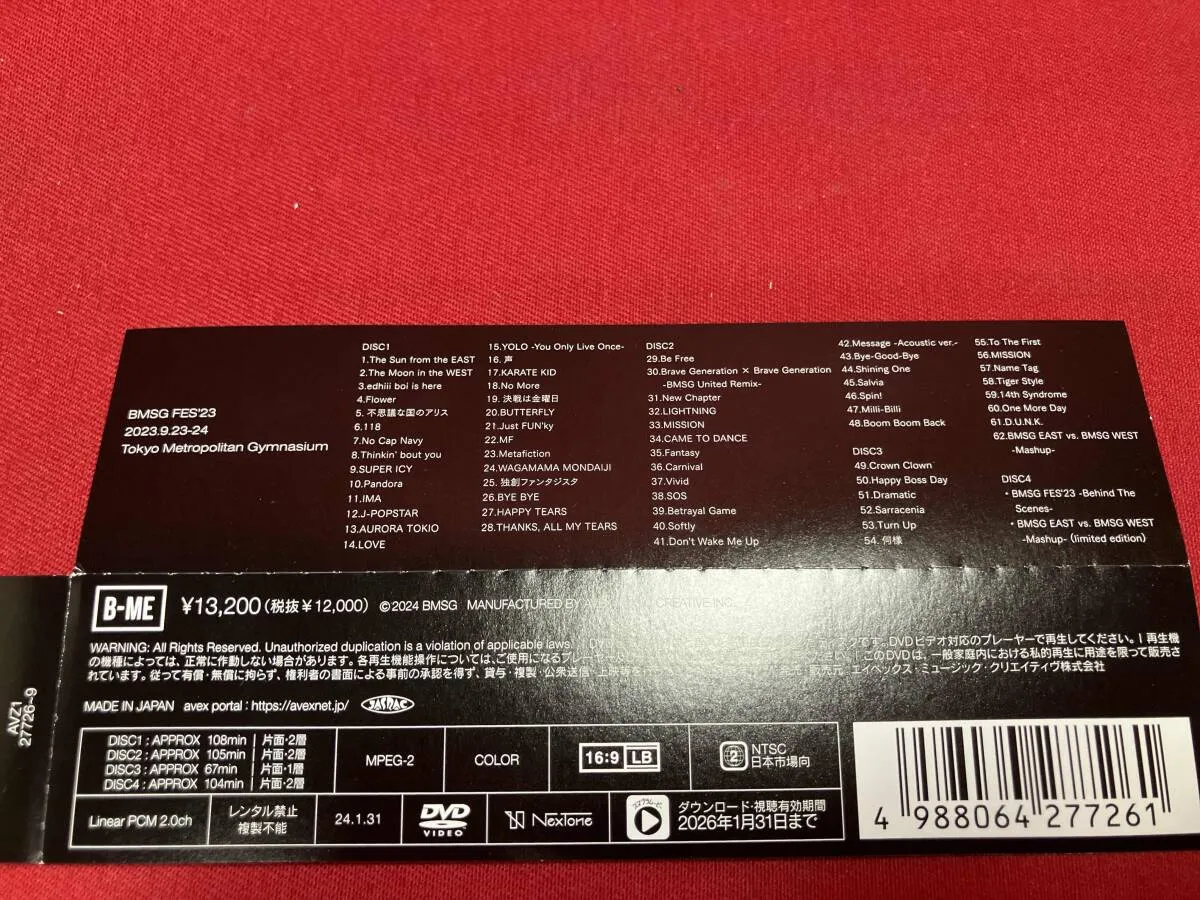 BMSG FES'23
2023.9.23-24
Tokyo Metropolitan Gymnasium
DISC1
1.The Sun from the EAST
2.The Moon in the WEST
3.edhiii boi is here
4.Flower
5. 不思議な国のアリス
6.118
7.No Cap Navy
8.Thinkin' bout you
9.SUPER ICY
10.Pandora
11.IMA
12.J-POPSTAR
13.AURORA TOKIO
14.LOVE
15.YOLO -You Only Live Once-
16. 声
17.KARATE KID
18.No More
19. 決戦は金曜日
20.BUTTERFLY
21.Just FUN'ky
22.MF
23.Metafiction
24.WAGAMAMA MONDAIJI
25. 独創ファンタジスタ
26.BYE BYE
27.HAPPY TEARS
28.THANKS, ALL MY TEARS
DISC2
29.Be Free
30.Brave Generation × Brave Generation
-BMSG United Remix-
31.New Chapter
32.LIGHTNING
33.MISSION
34.CAME TO DANCE
35.Fantasy
36.Carnival
37.Vivid
38.SOS
39.Betrayal Game
40.Softly
41.Don't Wake Me Up
42.Message -Acoustic ver.-
43.Bye-Good-Bye
44.Shining One
45.Salvia
46.Spin!
47.Milli-Billi
48.Boom Boom Back
DISC3
49.Crown Clown
50.Happy Boss Day
51.Dramatic
52.Sarracenia
53.Turn Up
54. 何様
55.To The First
56.MISSION
57.Name Tag
58.Tiger Style
59.14th Syndrome
60.One More Day
61.D.U.N.K.
62.BMSG EAST vs. BMSG WEST
-Mashup-
DISC4
・BMSG FES'23 -Behind The
Scenes-
・BMSG EAST vs. BMSG WEST
-Mashup- (limited edition)
B-ME ¥13,200(税抜¥12,000) ©2024 BMSG MANUFACTURED BY CREATIVE INC.
WARNING: All Rights Reserved. Unauthorized duplication is a violation of applicable laws. です。DVDビデオ対応のプレーヤーで再生してください。| 再生機
の機種によっては、正常に作動しない場合があります。各再生機能操作については、ご使用になるプレーヤー このDVDは、一般家庭内における私的再生に用途を限って販売さ
れています。従って有償・無償に拘らず、権利者の書面による事前の承認を得ず、貸与・複製・公衆送信・上映等を 販売元:エイベックス・ミュージック・クリエイティヴ株式会社
MADE IN JAPAN avex portal : https://avexnet.jp/ JASRAC
AVZ1
27726~9
DISC1 : APPROX 108min | 片面・2層
DISC2 : APPROX 105min | 片面・2層
DISC3 : APPROX 67min | 片面・1層
DISC4 : APPROX 104min | 片面・2層
MPEG-2
COLOR
16:9 LB
2 NTSC
日本市場向
Linear PCM 2.0ch
レンタル禁止
複製不能
24.1.31
DVD
VIDEO
NexTone
スマプラムービー
ダウンロード・視聴有効期間
2026年1月31日まで
4 988064 277261